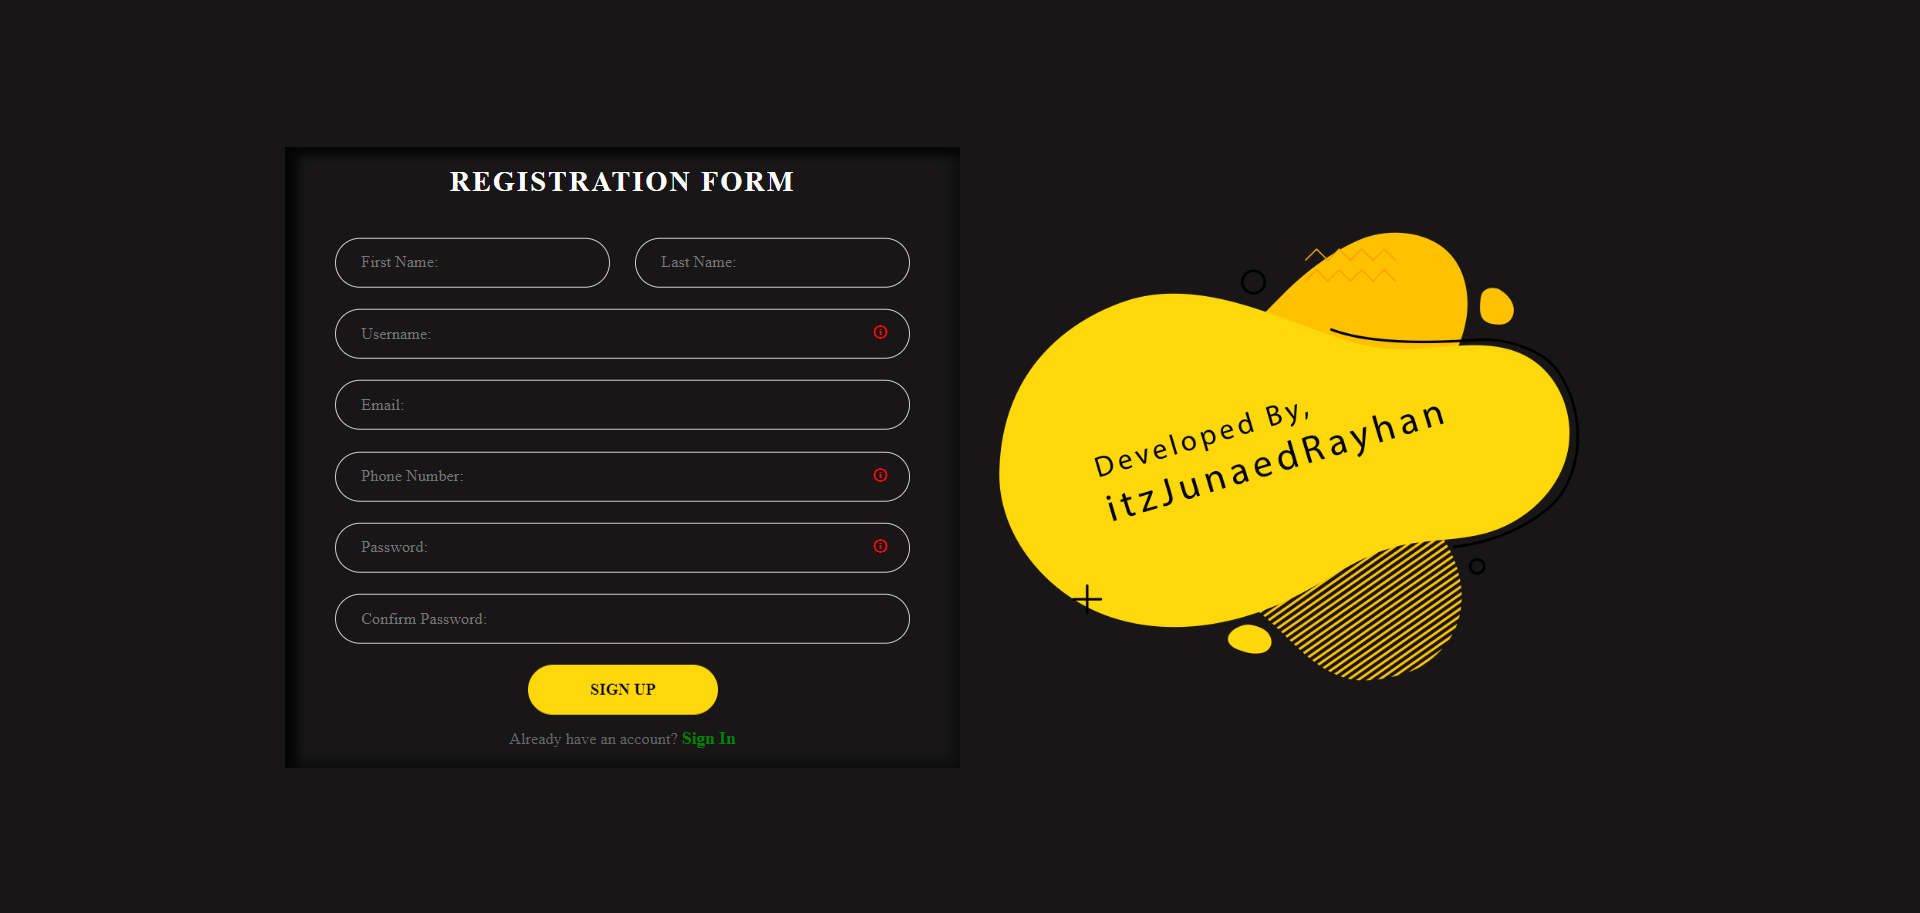 REGISTRATION FORM
First Name: Last Name:
Username:
Email:
Phone Number:
Password:
Confirm Password:
SIGN UP
Already have an account? Sign In
Developed By,
itzJunaedRayhan